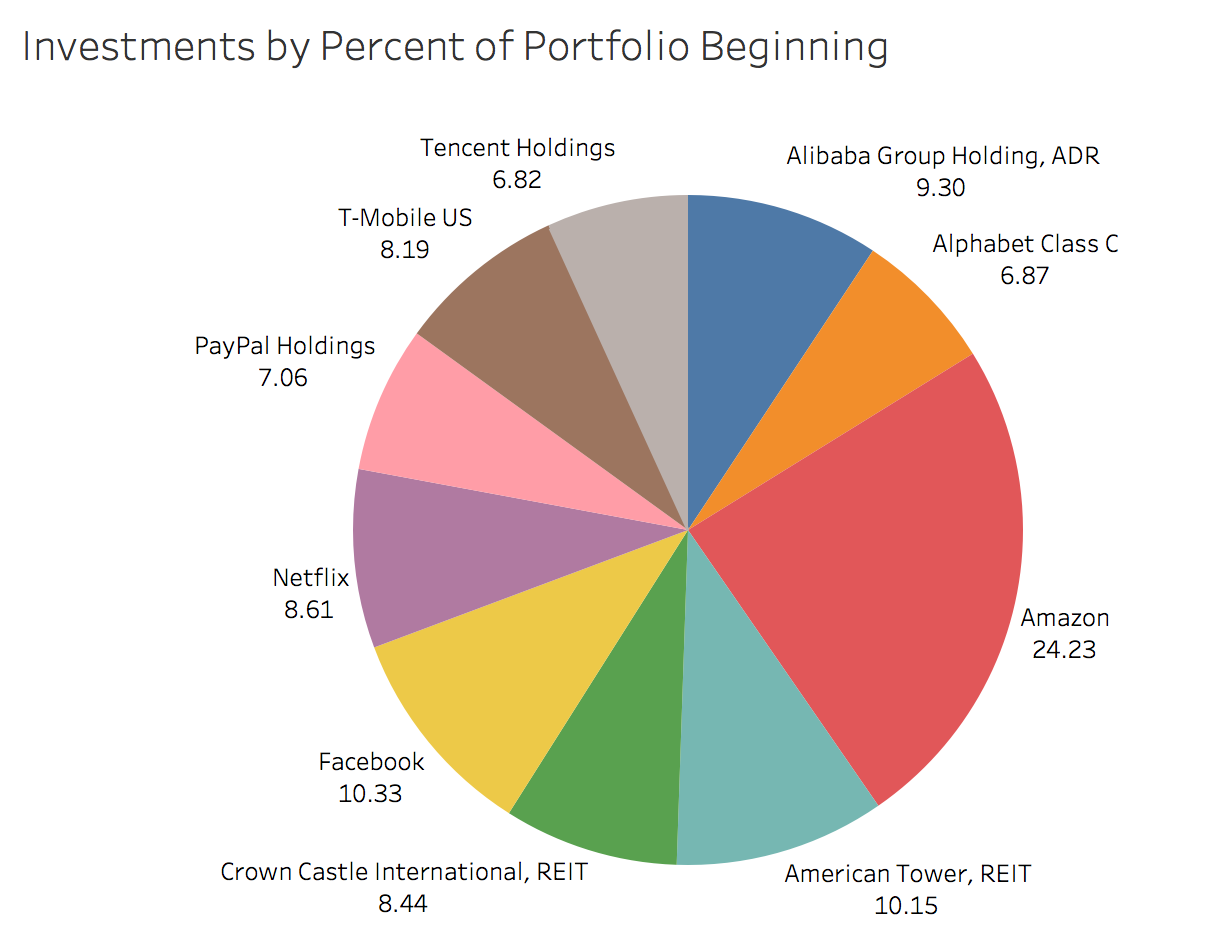 Investments by Percent of Portfolio Beginning
Tencent Holdings
6.82
Alibaba Group Holding, ADR
9.30
T-Mobile US
8.19
Alphabet Class C
6.87
PayPal Holdings
7.06
Netflix
8.61
Amazon
24.23
Facebook
10.33
Crown Castle International, REIT
8.44
American Tower, REIT
10.15